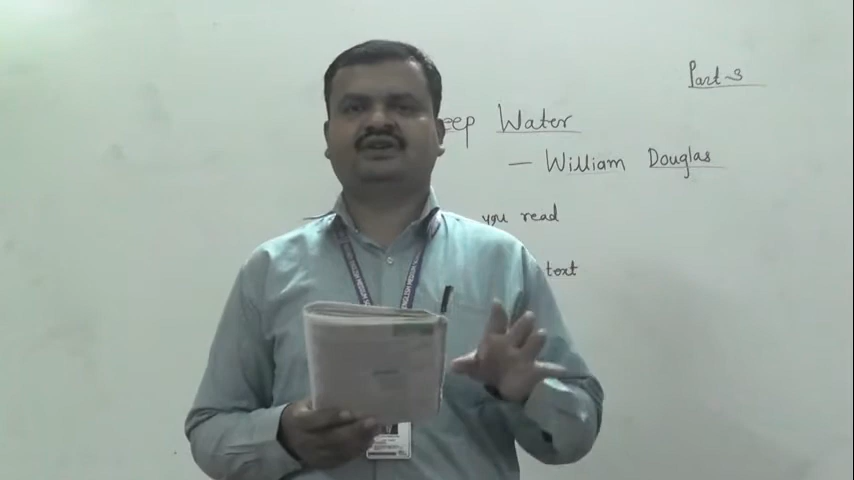 Part-3
eep Water
— William Douglas
you read
text